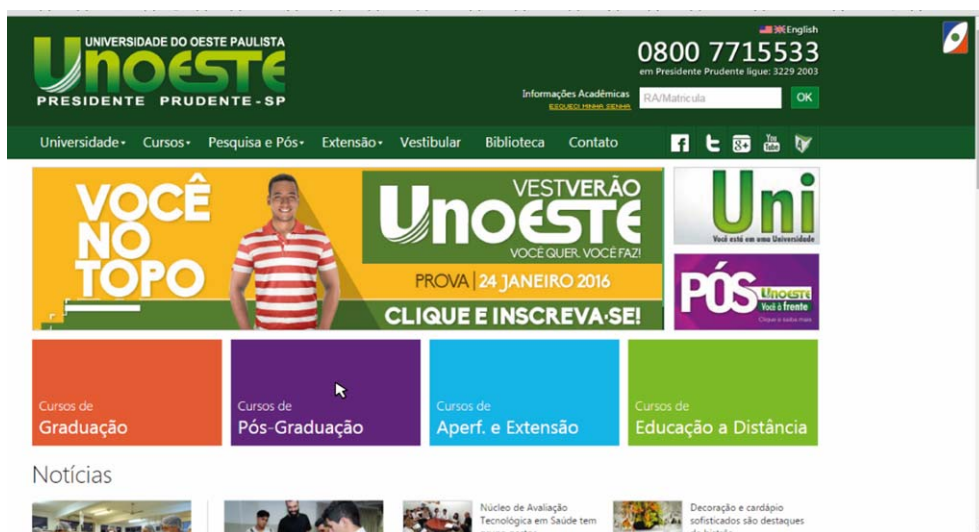 UNIVERSIDADE DO OESTE PAULISTA
Unoeste
PRESIDENTE PRUDENTE-SP
English
0800 7715533
em Presidente Prudente ligue: 3229 2003
Informações Acadêmicas
ESQUECI MINHA SENHA
RA/Matricula
OK
Universidade
Cursos
Pesquisa e Pós
Extensão
Vestibular
Biblioteca
Contato
You
Tube
VOCÊ
NO
TOPO
VESTVERÃO
Unoeste
VOCÊ QUER. VOCÊ FAZ!
PROVA | 24 JANEIRO 2016
CLIQUE E INSCREVA-SE!
Uni
Você está em uma Universidade
PÓS
Unoeste
Você à frente
Clique e saiba mais
Cursos de
Graduação
Cursos de
Pós-Graduação
Cursos de
Aperf. e Extensão
Cursos de
Educação a Distância
Notícias
Núcleo de Avaliação
Tecnológica em Saúde tem
Decoração e cardápio
sofisticados são destaques